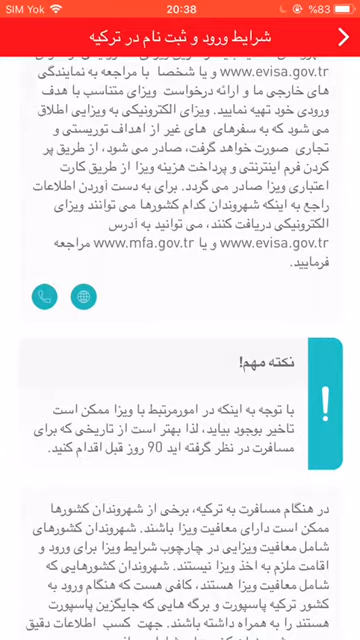 SIM Yok
20:38
%83
شرایط ورود و ثبت نام در ترکیه
www.evisa.gov.tr و یا شخصا با مراجعه به نمایندگی
های خارجی ما و ارائه درخواست ویزای متناسب با هدف
ورودی خود تهیه نمایید. ویزای الکترونیکی به ویزایی اطلاق
می شود که به سفرهای های غیر از اهداف توریستی و
تجاری صورت خواهد گرفت، صادر می شود، از طریق پر
کردن فرم اینترنتی و پرداخت هزینه ویزا از طریق کارت
اعتباری ویزا صادر می گردد. برای به دست آوردن اطلاعات
راجع به اینکه شهروندان کدام کشورها می توانند ویزای
الکترونیکی دریافت کنند، می توانید به آدرس
www.evisa.gov.tr و یا www.mfa.gov.tr مراجعه
فرمایید.
نکته مهم!
با توجه به اینکه در امورمرتبط با ویزا ممکن است
تاخیر بوجود بیاید، لذا بهتر است از تاریخی که برای
مسافرت در نظر گرفته اید 90 روز قبل اقدام کنید.
در هنگام مسافرت به ترکیه، برخی از شهروندان کشورها
ممکن است دارای معافیت ویزا باشند. شهروندان کشورهای
شامل معافیت ویزایی در چارچوب شرایط ویزا برای ورود و
اقامت ملزم به اخذ ویزا نیستند. شهروندان کشورهایی که
شامل معافیت ویزا هستند، کافی هست که هنگام ورود به
کشور ترکیه پاسپورت و برگه هایی که جایگزین پاسپورت
هستند را به همراه داشته باشند. جهت کسب اطلاعات دقیق